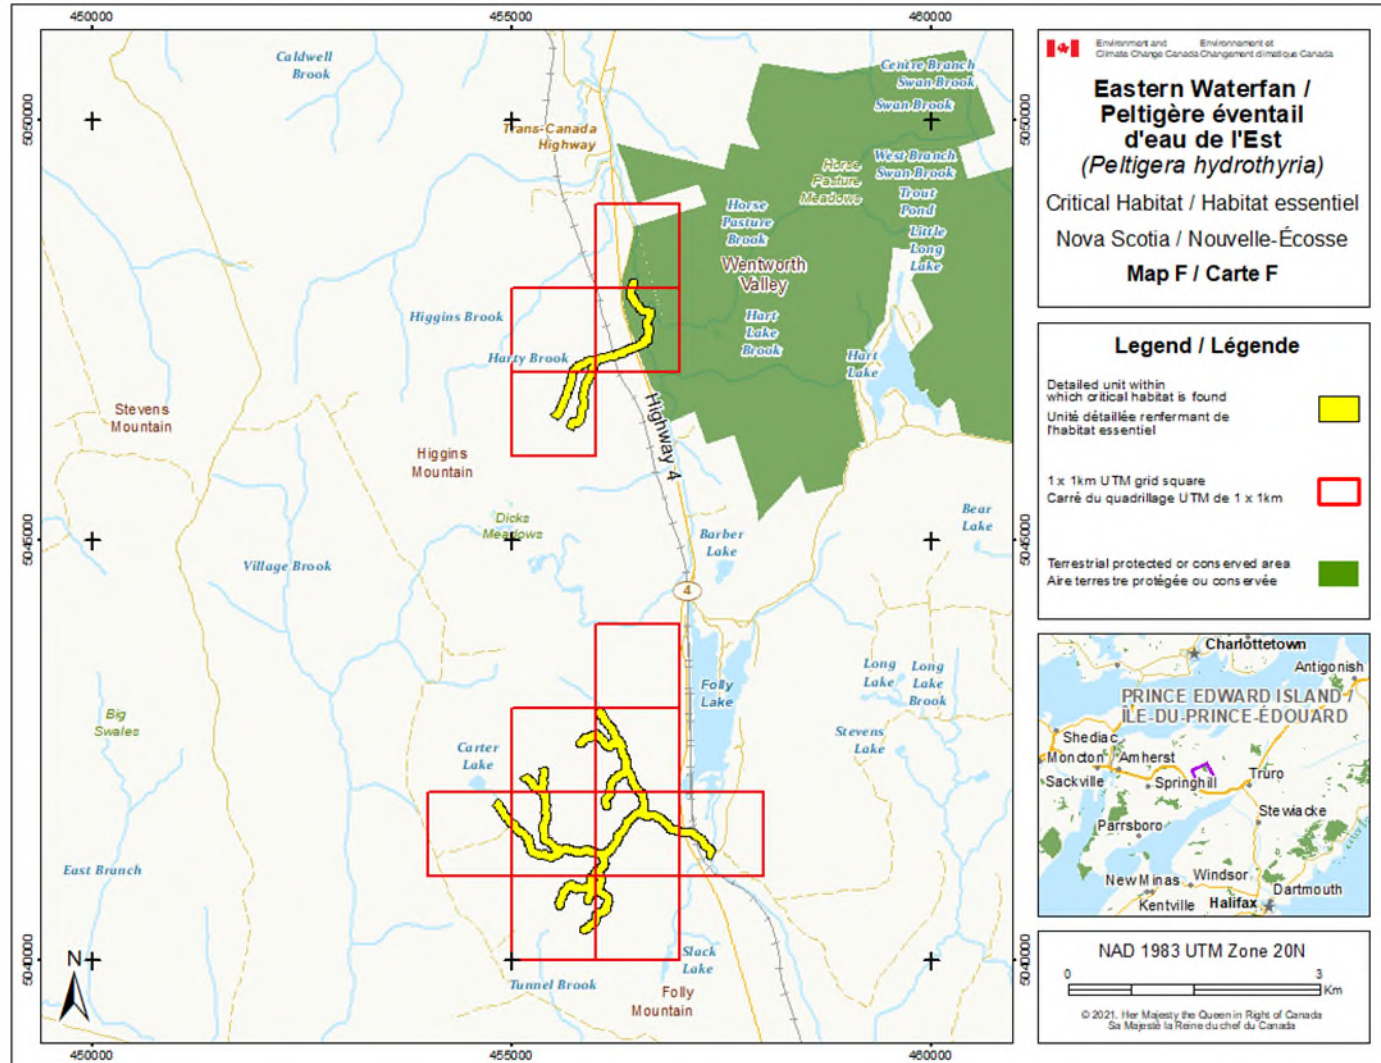 450000
455000
460000
5050000
5050000
5045000
5045000
5040000
5040000
450000
455000
460000
Caldwell
Brook
Trans-Canada
Highway
Centre Branch
Swan Brook
Swan Brook
West Branch
Swan Brook
Horse
Pasture
Meadows
Trout
Pond
Horse
Pasture
Brook
Little
Long
Lake
Wentworth
Valley
Higgins Brook
Hart
Lake
Brook
Harty Brook
Hart
Lake
Stevens
Mountain
Highway 4
Higgins
Mountain
Dicks
Meadows
Barber
Lake
Bear
Lake
Village Brook
4
Folly
Lake
Long
Lake
Long
Lake
Brook
Big
Swales
Carter
Lake
Stevens
Lake
East Branch
Slack
Lake
Tunnel Brook
Folly
Mountain
N
Environment and
Climate Change Canada
Environnement et
Changement climatique Canada
Eastern Waterfan /
Peltigère éventail
d'eau de l'Est
(Peltigera hydrothyria)
Critical Habitat / Habitat essentiel
Nova Scotia / Nouvelle-Écosse
Map F / Carte F
Legend / Légende
Detailed unit within
which critical habitat is found
Unité détaillée renfermant de
l'habitat essentiel
1 x 1km UTM grid square
Carré du quadrillage UTM de 1 x 1km
Terrestrial protected or conserved area
Aire terrestre protégée ou conservée
Charlottetown
Antigonish
PRINCE EDWARD ISLAND /
ÎLE-DU-PRINCE-ÉDOUARD
Shediac
Moncton
Amherst
Sackville
Springhill
Truro
Stewiacke
Parrsboro
New Minas
Windsor
Dartmouth
Kentville
Halifax
NAD 1983 UTM Zone 20N
0
3
Km
© 2021. Her Majesty the Queen in Right of Canada
Sa Majesté la Reine du chef du Canada